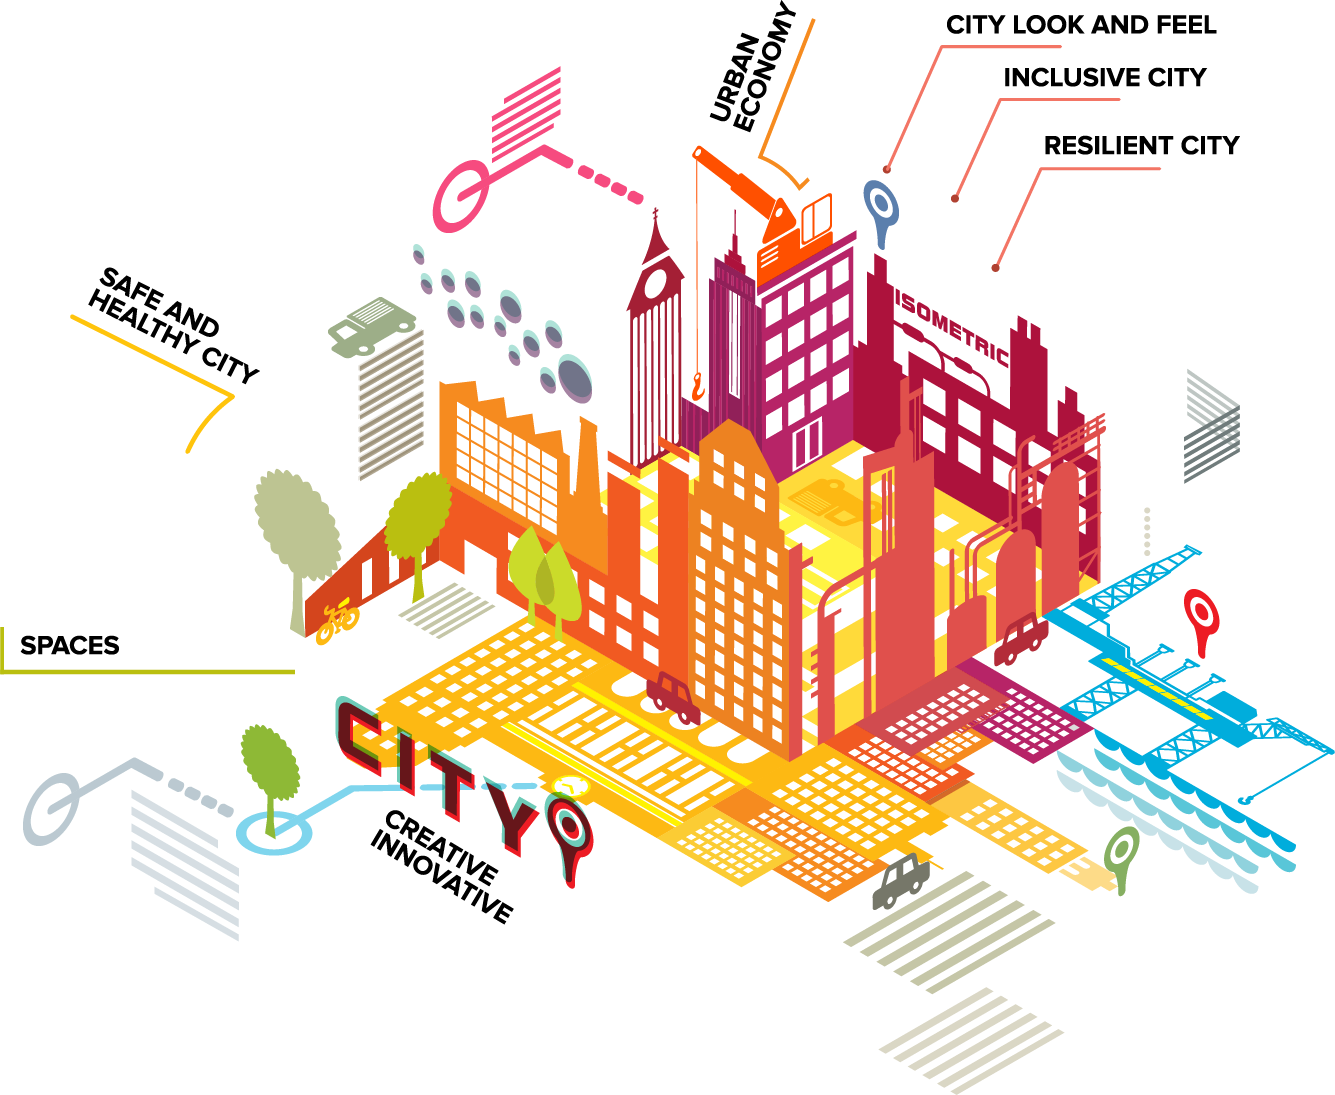 CITY LOOK AND FEEL
URBAN
ECONOMY
INCLUSIVE CITY
RESILIENT CITY
SAFE AND
HEALTHY CITY
ISOMETRIC
SPACES
CITY
CREATIVE
INNOVATIVE